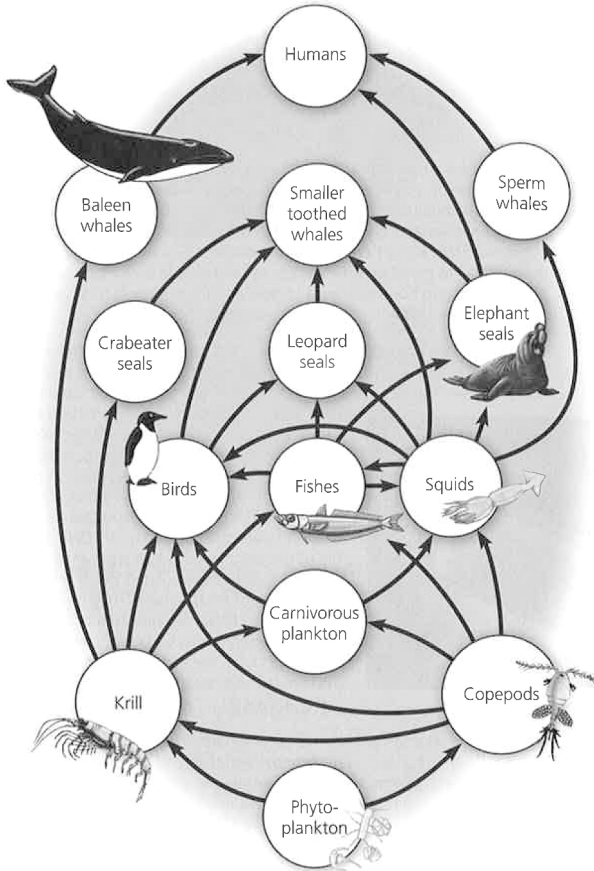 Humans
Baleen
whales
Smaller
toothed
whales
Sperm
whales
Crabeater
seals
Leopard
seals
Elephant
seals
Birds
Fishes
Squids
Carnivorous
plankton
Krill
Copepods
Phyto-
plankton